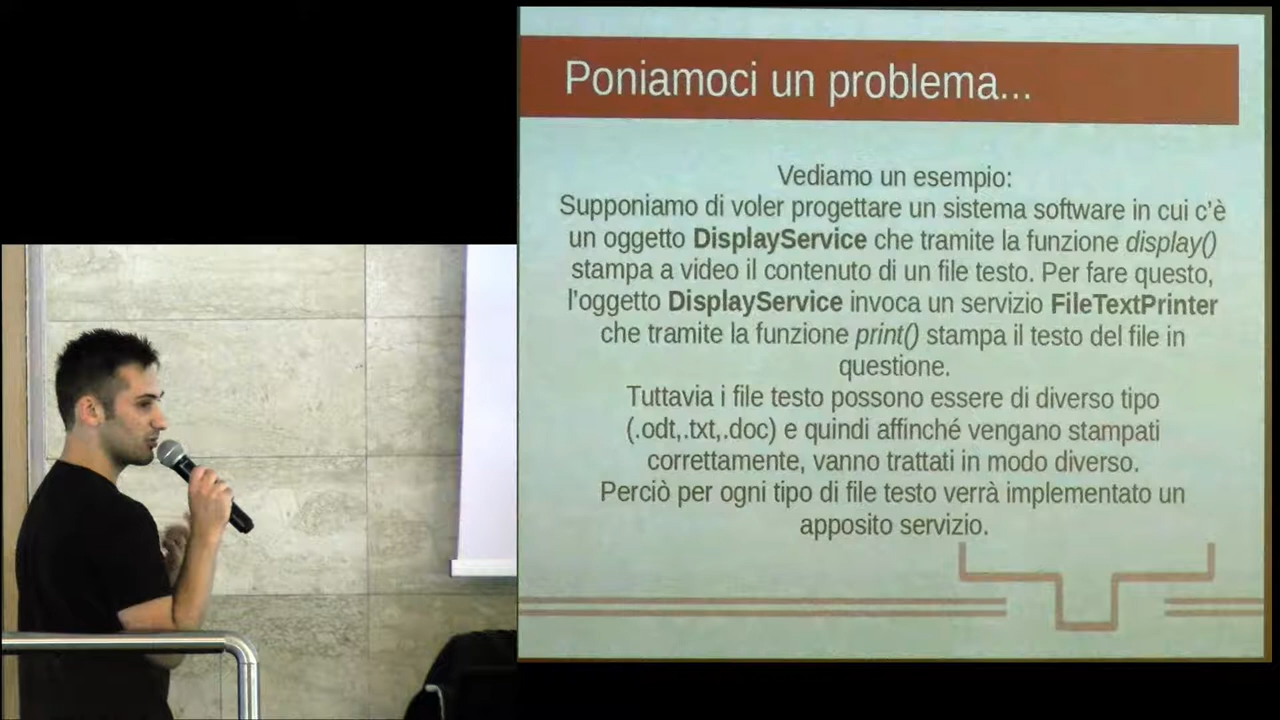 Poniamoci un problema...
Vediamo un esempio:
Supponiamo di voler progettare un sistema software in cui c'è
un oggetto DisplayService che tramite la funzione display()
stampa a video il contenuto di un file testo. Per fare questo,
l'oggetto DisplayService invoca un servizio FileTextPrinter
che tramite la funzione print() stampa il testo del file in
questione.
Tuttavia i file testo possono essere di diverso tipo
(.odt,.txt,.doc) e quindi affinché vengano stampati
correttamente, vanno trattati in modo diverso.
Perciò per ogni tipo di file testo verrà implementato un
apposito servizio.